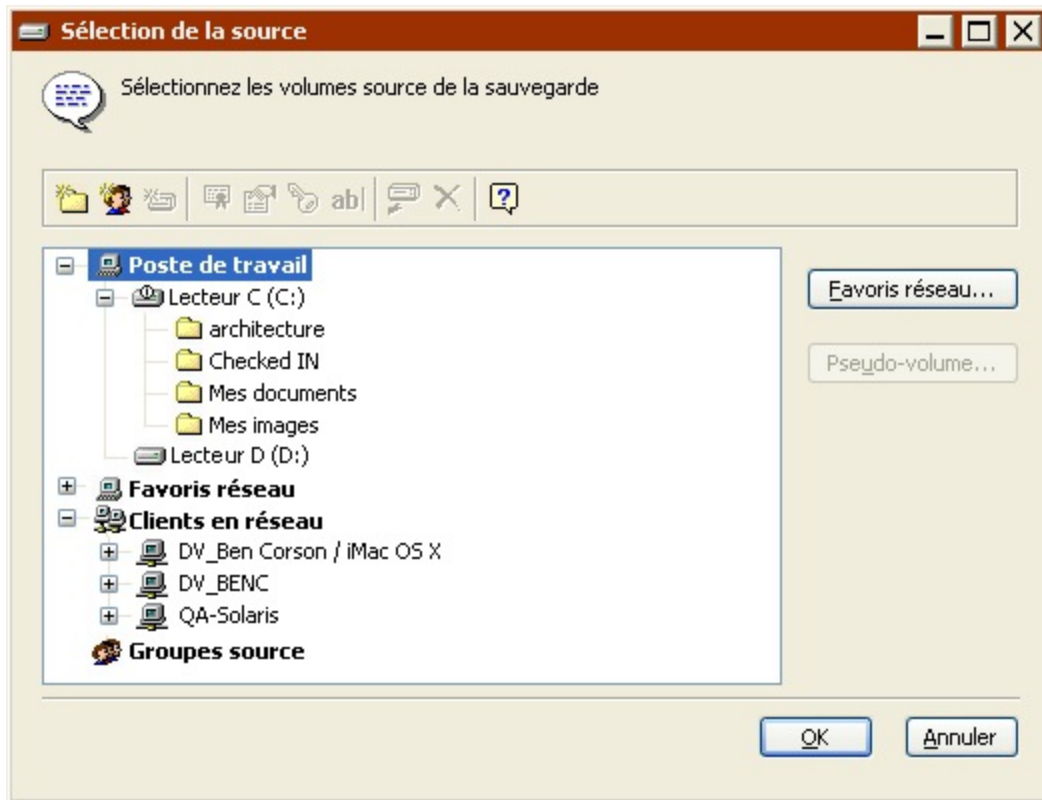 Sélection de la source
Sélectionnez les volumes source de la sauvegarde
ab|
Poste de travail
Lecteur C (C:)
architecture
Checked IN
Mes documents
Mes images
Lecteur D (D:)
Favoris réseau
Clients en réseau
DV_Ben Corson / iMac OS X
DV_BENC
QA-Solaris
Groupes source
Favoris réseau...
Pseudo-volume...
OK
Annuler